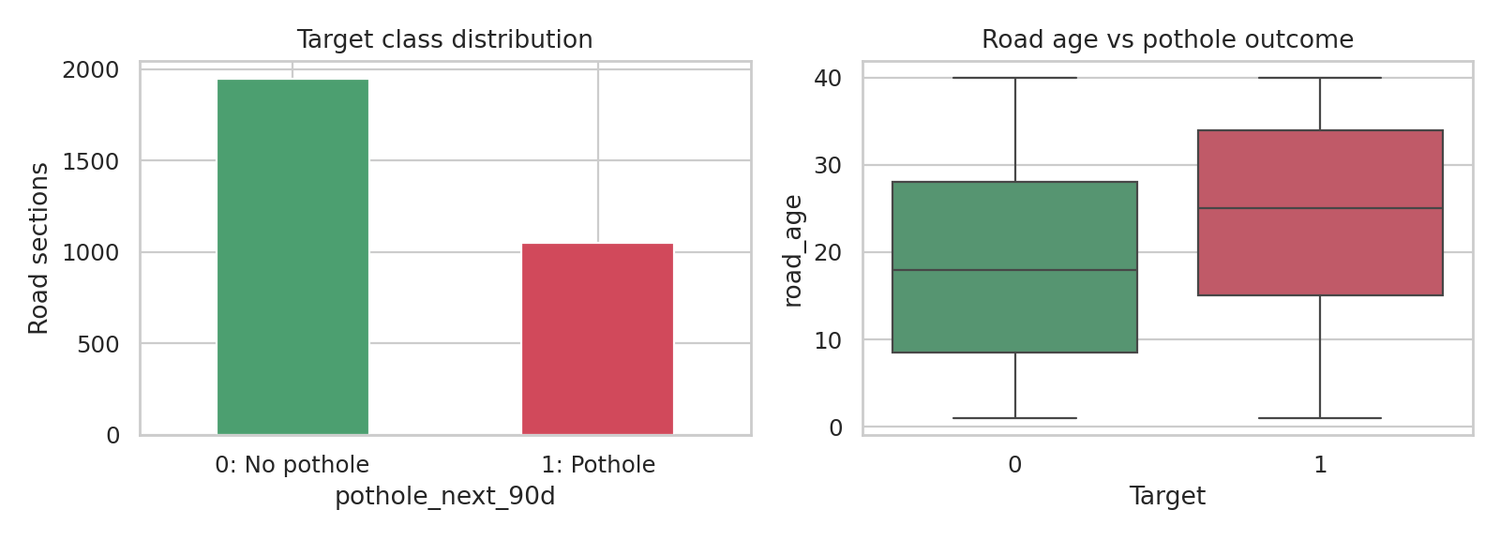 Target class distribution
2000
1500
1000
500
0
Road sections
0: No pothole
1: Pothole
pothole_next_90d
Road age vs pothole outcome
40
30
20
10
0
road_age
0
1
Target